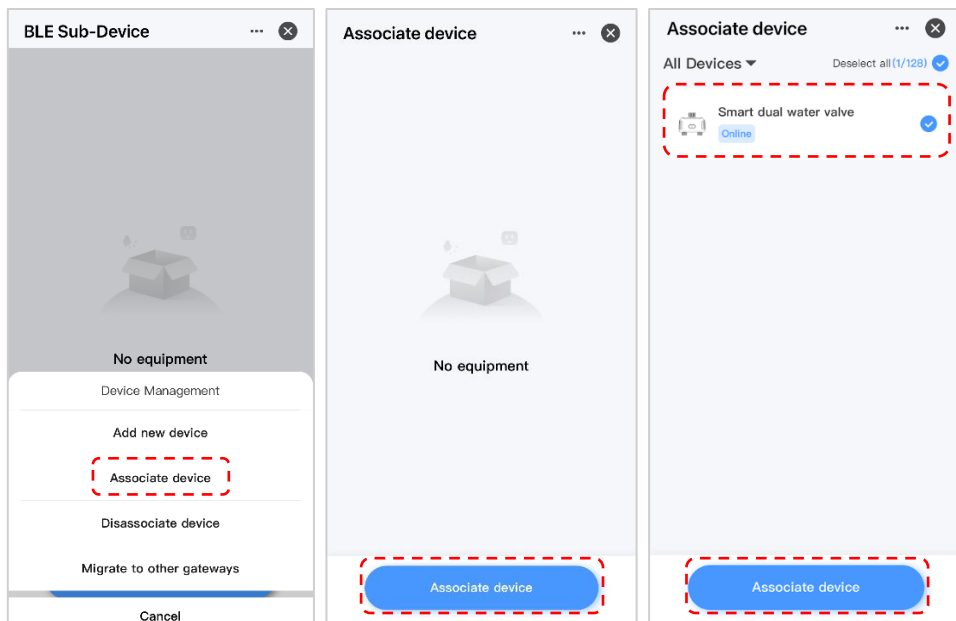 BLE Sub-Device
No equipment
Device Management
Add new device
Associate device
Disassociate device
Migrate to other gateways
Cancel
Associate device
No equipment
Associate device
Associate device
All Devices
Deselect all(1/128)
Smart dual water valve
Online
Associate device